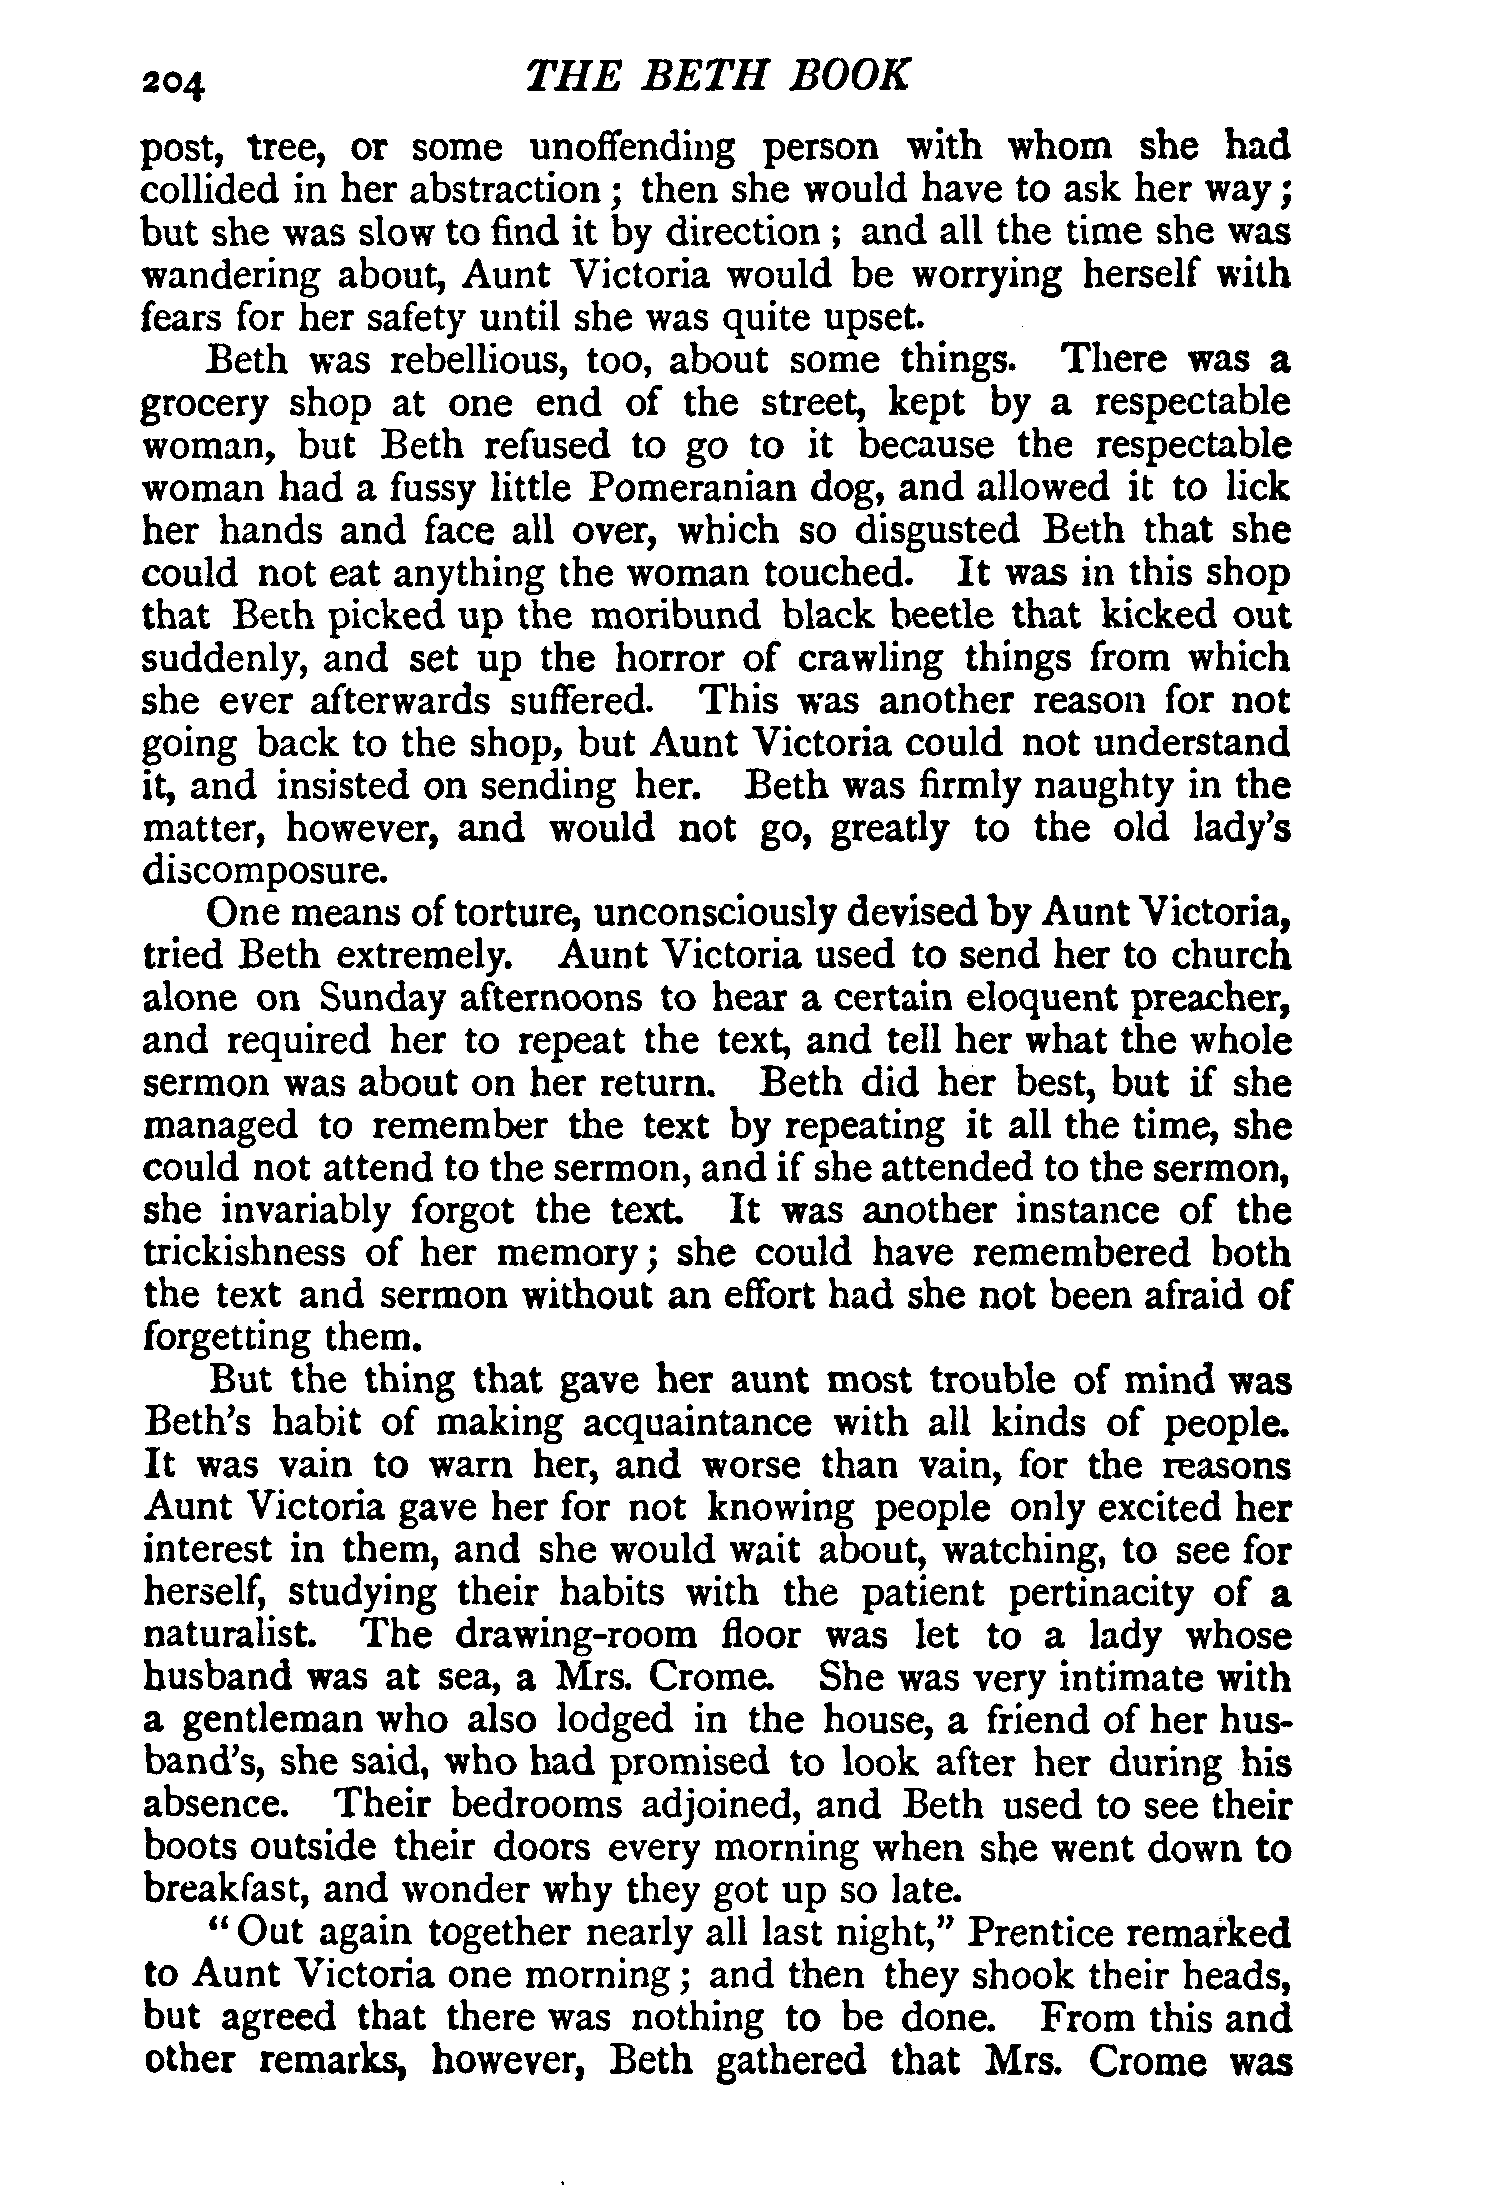 204 THE BETH BOOK
post, tree, or some unoffending person with whom she had
collided in her abstraction ; then she would have to ask her way ;
but she was slow to find it by direction ; and all the time she was
wandering about, Aunt Victoria would be worrying herself with
fears for her safety until she was quite upset.
Beth was rebellious, too, about some things. There was a
grocery shop at one end of the street, kept by a respectable
woman, but Beth refused to go to it because the respectable
woman had a fussy little Pomeranian dog, and allowed it to lick
her hands and face all over, which so disgusted Beth that she
could not eat anything the woman touched. It was in this shop
that Beth picked up the moribund black beetle that kicked out
suddenly, and set up the horror of crawling things from which
she ever afterwards suffered. This was another reason for not
going back to the shop, but Aunt Victoria could not understand
it, and insisted on sending her. Beth was firmly naughty in the
matter, however, and would not go, greatly to the old lady's
discomposure.
One means of torture, unconsciously devised by Aunt Victoria,
tried Beth extremely. Aunt Victoria used to send her to church
alone on Sunday afternoons to hear a certain eloquent preacher,
and required her to repeat the text, and tell her what the whole
sermon was about on her return. Beth did her best, but if she
managed to remember the text by repeating it all the time, she
could not attend to the sermon, and if she attended to the sermon,
she invariably forgot the text. It was another instance of the
trickishness of her memory ; she could have remembered both
the text and sermon without an effort had she not been afraid of
forgetting them.
But the thing that gave her aunt most trouble of mind was
Beth's habit of making acquaintance with all kinds of people.
It was vain to warn her, and worse than vain, for the reasons
Aunt Victoria gave her for not knowing people only excited her
interest in them, and she would wait about, watching, to see for
herself, studying their habits with the patient pertinacity of a
naturalist. The drawing-room floor was let to a lady whose
husband was at sea, a Mrs. Crome. She was very intimate with
a gentleman who also lodged in the house, a friend of her hus-
band's, she said, who had promised to look after her during his
absence. Their bedrooms adjoined, and Beth used to see their
boots outside their doors every morning when she went down to
breakfast, and wonder why they got up so late.
" Out again together nearly all last night," Prentice remarked
to Aunt Victoria one morning ; and then they shook their heads,
but agreed that there was nothing to be done. From this and
other remarks, however, Beth gathered that Mrs. Crome was